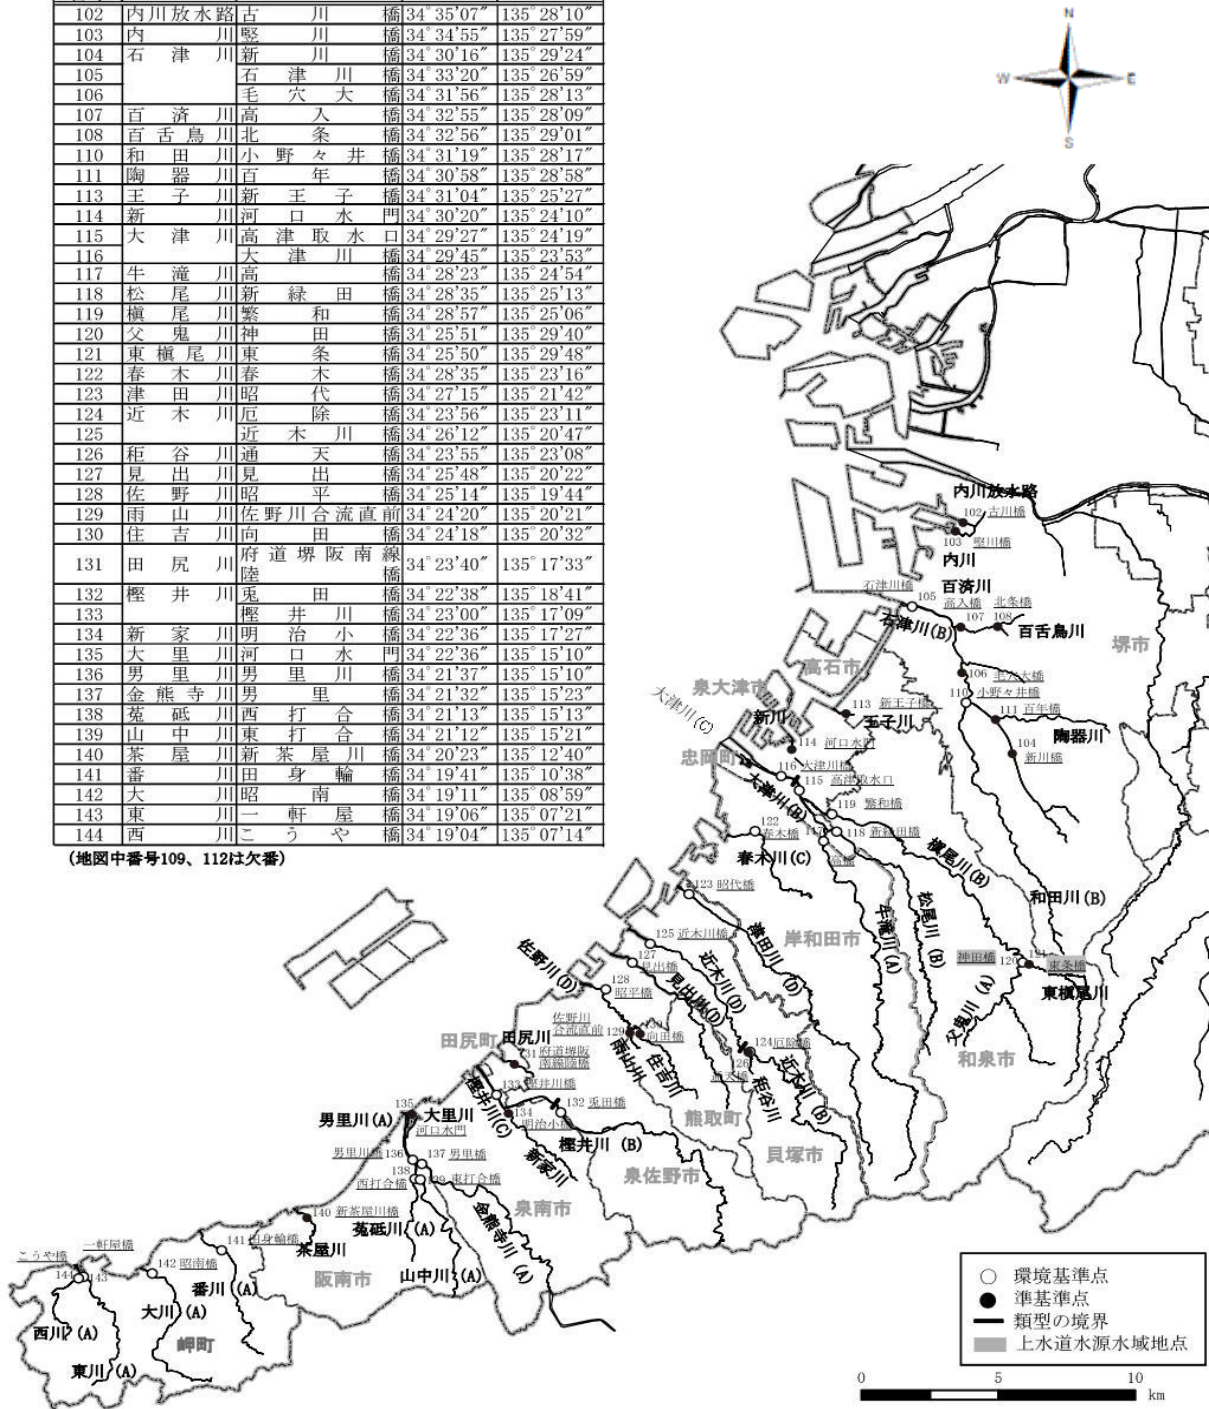 102 内川放水路 古川橋 34°35'07" 135°28'10"
103 内川 竪川橋 34°34'55" 135°27'59"
104 石津川 新川橋 34°30'16" 135°29'24"
105 石津川橋 34°33'20" 135°26'59"
106 毛穴大橋 34°31'56" 135°28'13"
107 百済川 高入橋 34°32'55" 135°28'09"
108 百舌鳥川 北条橋 34°32'56" 135°29'01"
110 和田川 小野々井橋 34°31'19" 135°28'17"
111 陶器川 百年橋 34°30'58" 135°28'58"
113 王子川 新王子橋 34°31'04" 135°25'27"
114 新川 河口水門 34°30'20" 135°24'10"
115 大津川 高津取水口 34°29'27" 135°24'19"
116 大津川橋 34°29'45" 135°23'53"
117 牛滝川 高橋 34°28'23" 135°24'54"
118 松尾川 新緑田橋 34°28'35" 135°25'13"
119 槇尾川 繁和橋 34°28'57" 135°25'06"
120 父鬼川 神田橋 34°25'51" 135°29'40"
121 東槇尾川 東条橋 34°25'50" 135°29'48"
122 春木川 春木橋 34°28'35" 135°23'16"
123 津田川 昭代橋 34°27'15" 135°21'42"
124 近木川 厄除橋 34°23'56" 135°23'11"
125 近木川橋 34°26'12" 135°20'47"
126 秬谷川 通天橋 34°23'55" 135°23'08"
127 見出川 見出橋 34°25'48" 135°20'22"
128 佐野川 昭平橋 34°25'14" 135°19'44"
129 雨山川 佐野川合流直前 34°24'20" 135°20'21"
130 住吉川 向田橋 34°24'18" 135°20'32"
131 田尻川 府道堺阪南線陸橋 34°23'40" 135°17'33"
132 樫井川 兎田橋 34°22'38" 135°18'41"
133 樫井川橋 34°23'00" 135°17'09"
134 新家川 明治小橋 34°22'36" 135°17'27"
135 大里川 河口水門 34°22'36" 135°15'10"
136 男里川 男里川橋 34°21'37" 135°15'10"
137 金熊寺川 男里橋 34°21'32" 135°15'23"
138 菟砥川 西打合橋 34°21'13" 135°15'13"
139 山中川 東打合橋 34°21'12" 135°15'21"
140 茶屋川 新茶屋川橋 34°20'23" 135°12'40"
141 番川 田身輪橋 34°19'41" 135°10'38"
142 大川 昭南橋 34°19'11" 135°08'59"
143 東川 一軒屋橋 34°19'06" 135°07'21"
144 西川 こうや橋 34°19'04" 135°07'14"
(地図中番号109、112は欠番)
N
W
E
S
内川放水路
102 古川橋
103 竪川橋
内川
百済川
石津川橋
105
高入橋
北条橋
107
108
石津川(B)
百舌鳥川
堺市
高石市
泉大津市
大津川(C)
106 毛穴大橋
110 小野々井橋
111 百年橋
陶器川
104
新川橋
113 新王子橋
王子川
新川
114 河口水門
忠岡町
116 大津川橋
115 高津取水口
大津川(B)
119 繁和橋
117
118 新緑田橋
高橋
122
春木橋
春木川(C)
槇尾川(B)
和田川(B)
松尾川(B)
牛滝川(A)
123 昭代橋
津田川(D)
岸和田市
神田橋
120
121
東条橋
東槇尾川
父鬼川(A)
和泉市
125 近木川橋
127
見出橋
近木川(D)
見出川(D)
佐野川(D)
128
昭平橋
佐野川
合流直前
129
130
向田橋
雨山川
住吉川
124 厄除橋
126
通天橋
近木川(B)
秬谷川
熊取町
貝塚市
田尻町
田尻川
131 府道堺阪
南線陸橋
133 樫井川橋
樫井川(C)
134
明治小橋
132 兎田橋
樫井川(B)
新家川
泉佐野市
泉南市
135
男里川(A)
大里川
河口水門
男里川橋 136
137 男里橋
138
西打合橋
139 東打合橋
金熊寺川(A)
菟砥川(A)
山中川(A)
140 新茶屋川橋
茶屋川
阪南市
141 田身輪橋
番川(A)
142 昭南橋
大川(A)
一軒屋橋
こうや橋
144
143
西川(A)
東川(A)
岬町
環境基準点
準基準点
類型の境界
上水道水源水域地点
0 5 10
km